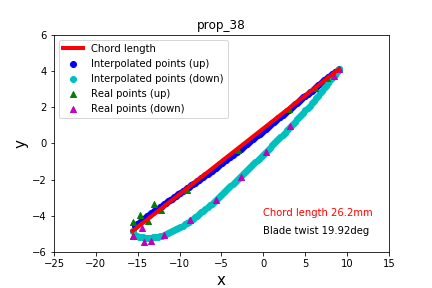 prop_38
Chord length
Interpolated points (up)
Interpolated points (down)
Real points (up)
Real points (down)
y
6
4
2
0
−2
−4
−6
Chord length 26.2mm
Blade twist 19.92deg
−25 −20 −15 −10 −5 0 5 10 15
x